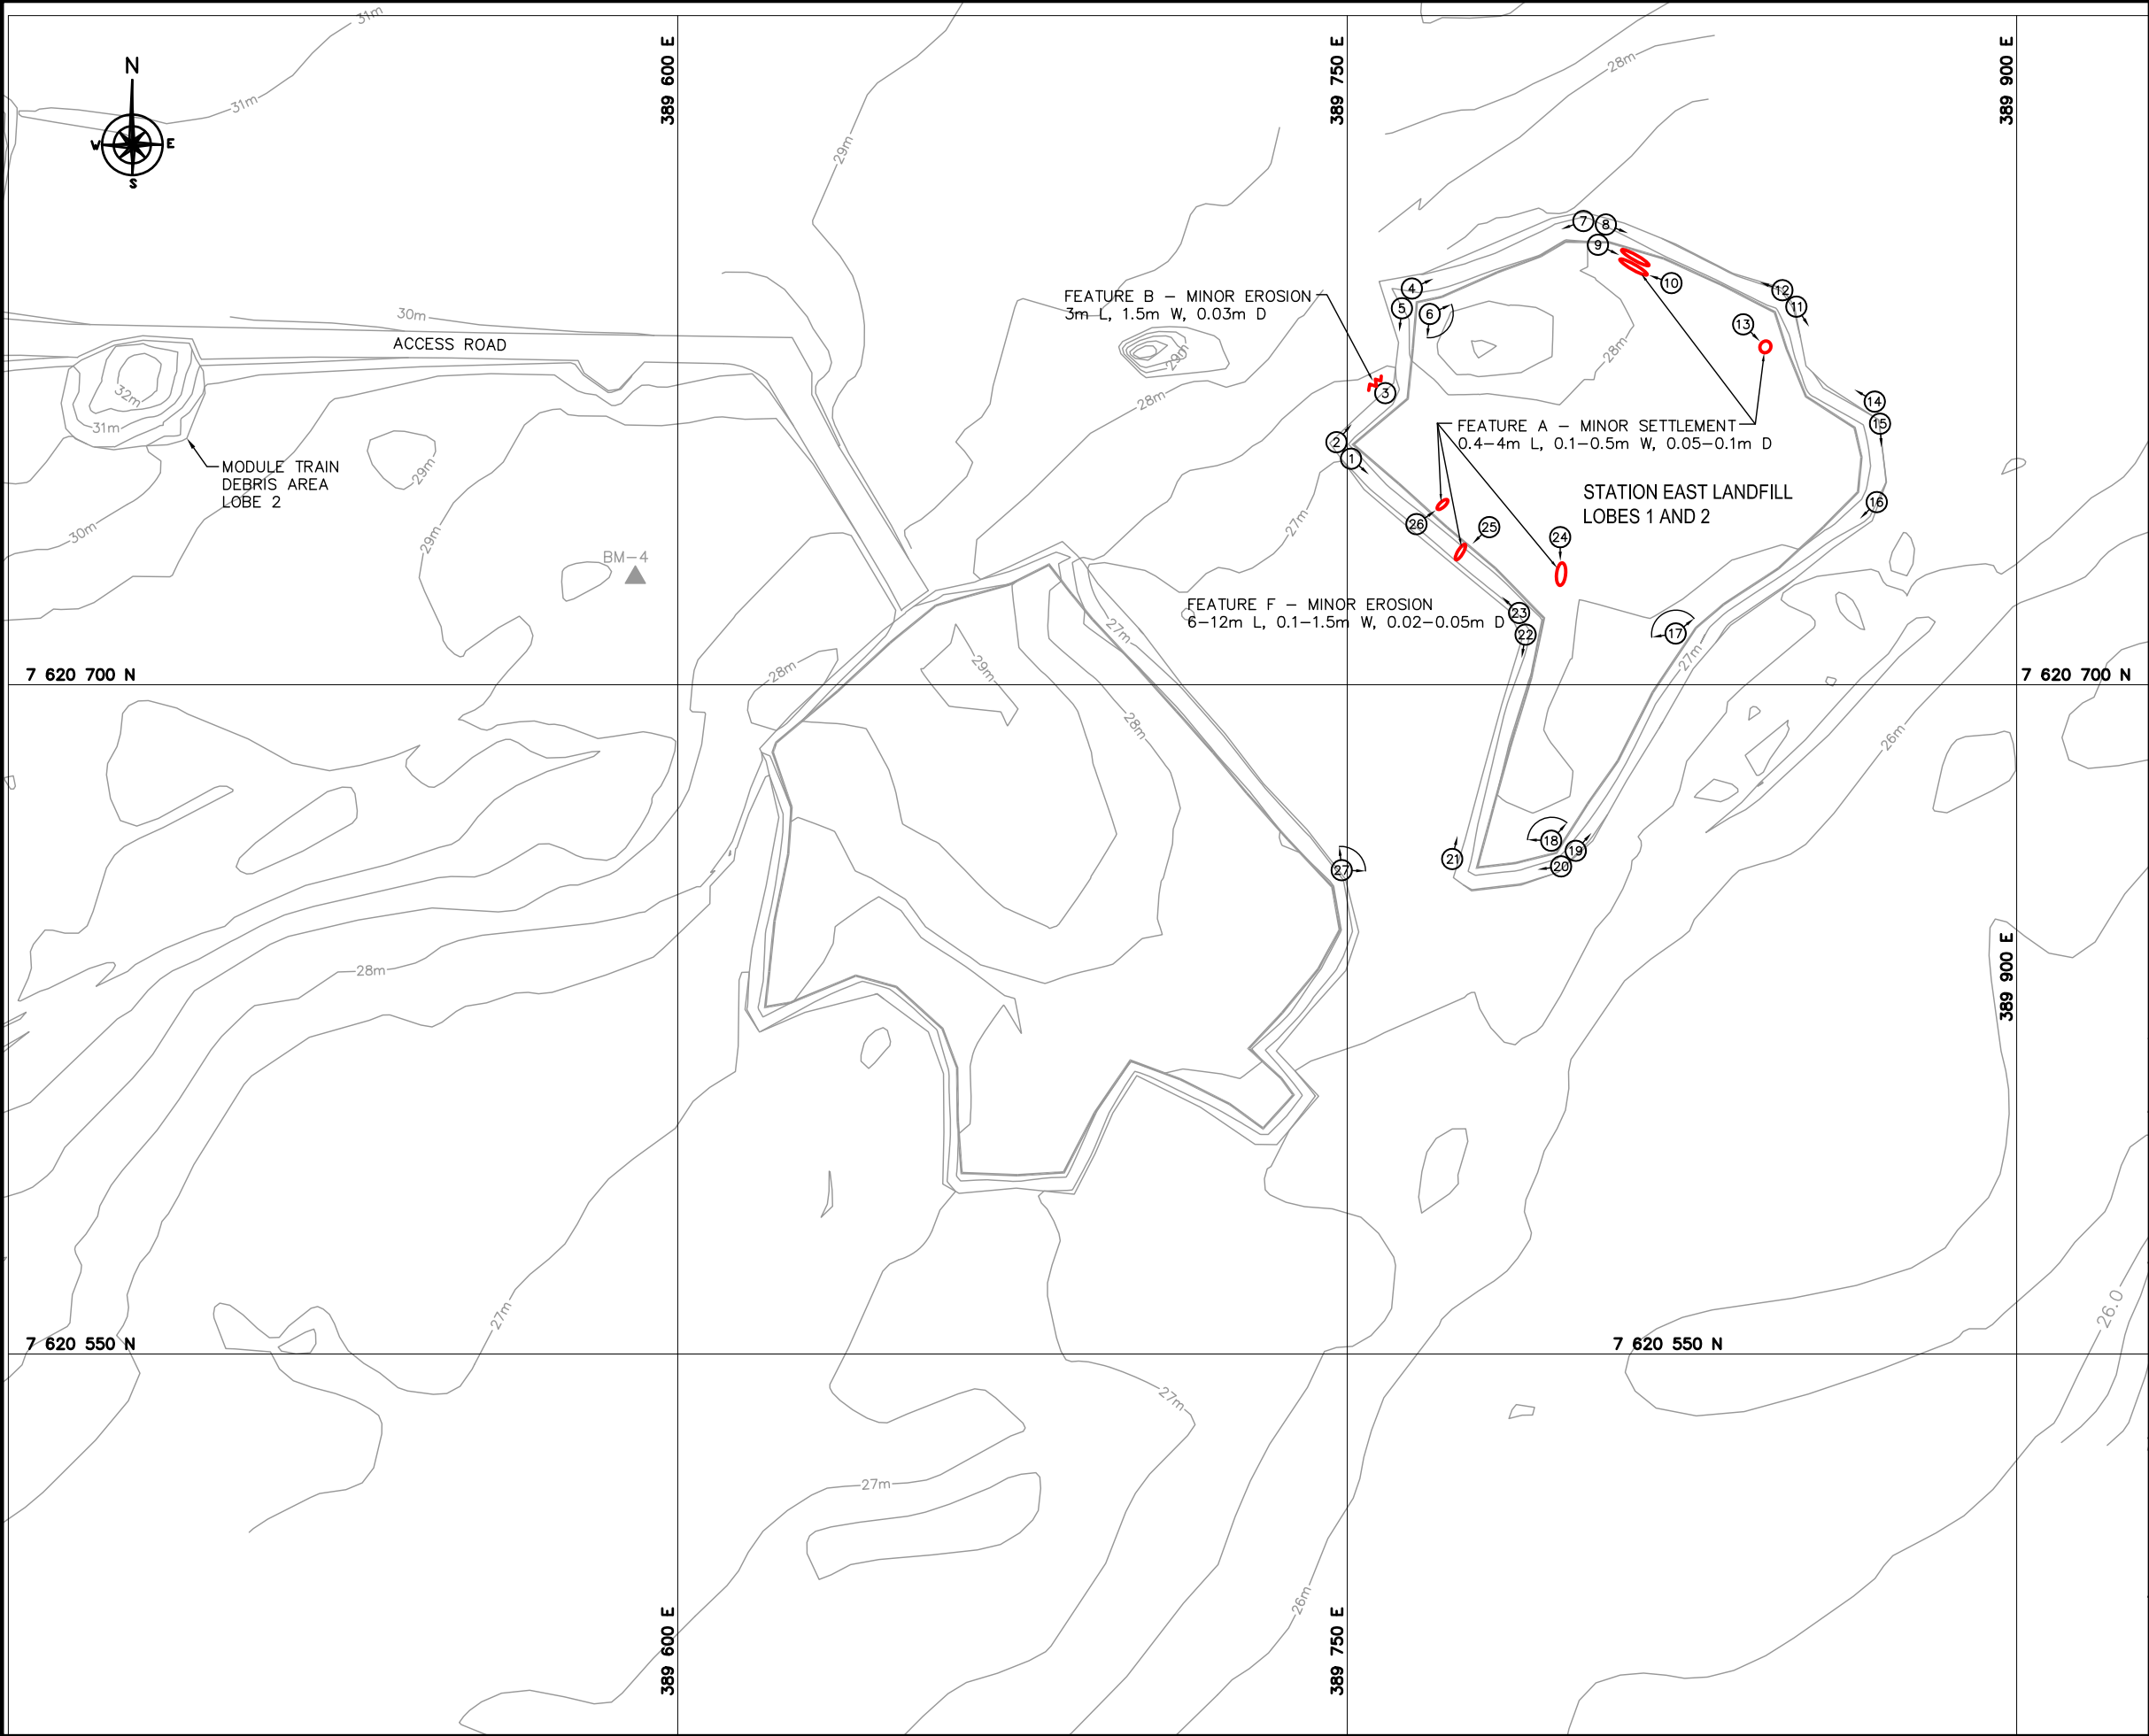 31m
389 600 E
389 750 E
389 900 E
28m
N
W
E
S
31m
29m
7
8
9
10
12
11
4
5
6
13
FEATURE B – MINOR EROSION
3m L, 1.5m W, 0.03m D
30m
ACCESS ROAD
29m
28m
28m
32m
31m
3
14
15
2
1
FEATURE A – MINOR SETTLEMENT
0.4–4m L, 0.1–0.5m W, 0.05–0.1m D
MODULE TRAIN
DEBRIS AREA
LOBE 2
29m
STATION EAST LANDFILL
LOBES 1 AND 2
16
30m
29m
27m
26
25
24
BM–4
FEATURE F – MINOR EROSION
6–12m L, 0.1–1.5m W, 0.02–0.05m D
23
22
17
27m
27m
28m
29m
7 620 700 N
7 620 700 N
28m
26m
18
19
20
21
27
28m
389 900 E
27m
26.0
7 620 550 N
7 620 550 N
27m
27m
26m
389 600 E
389 750 E